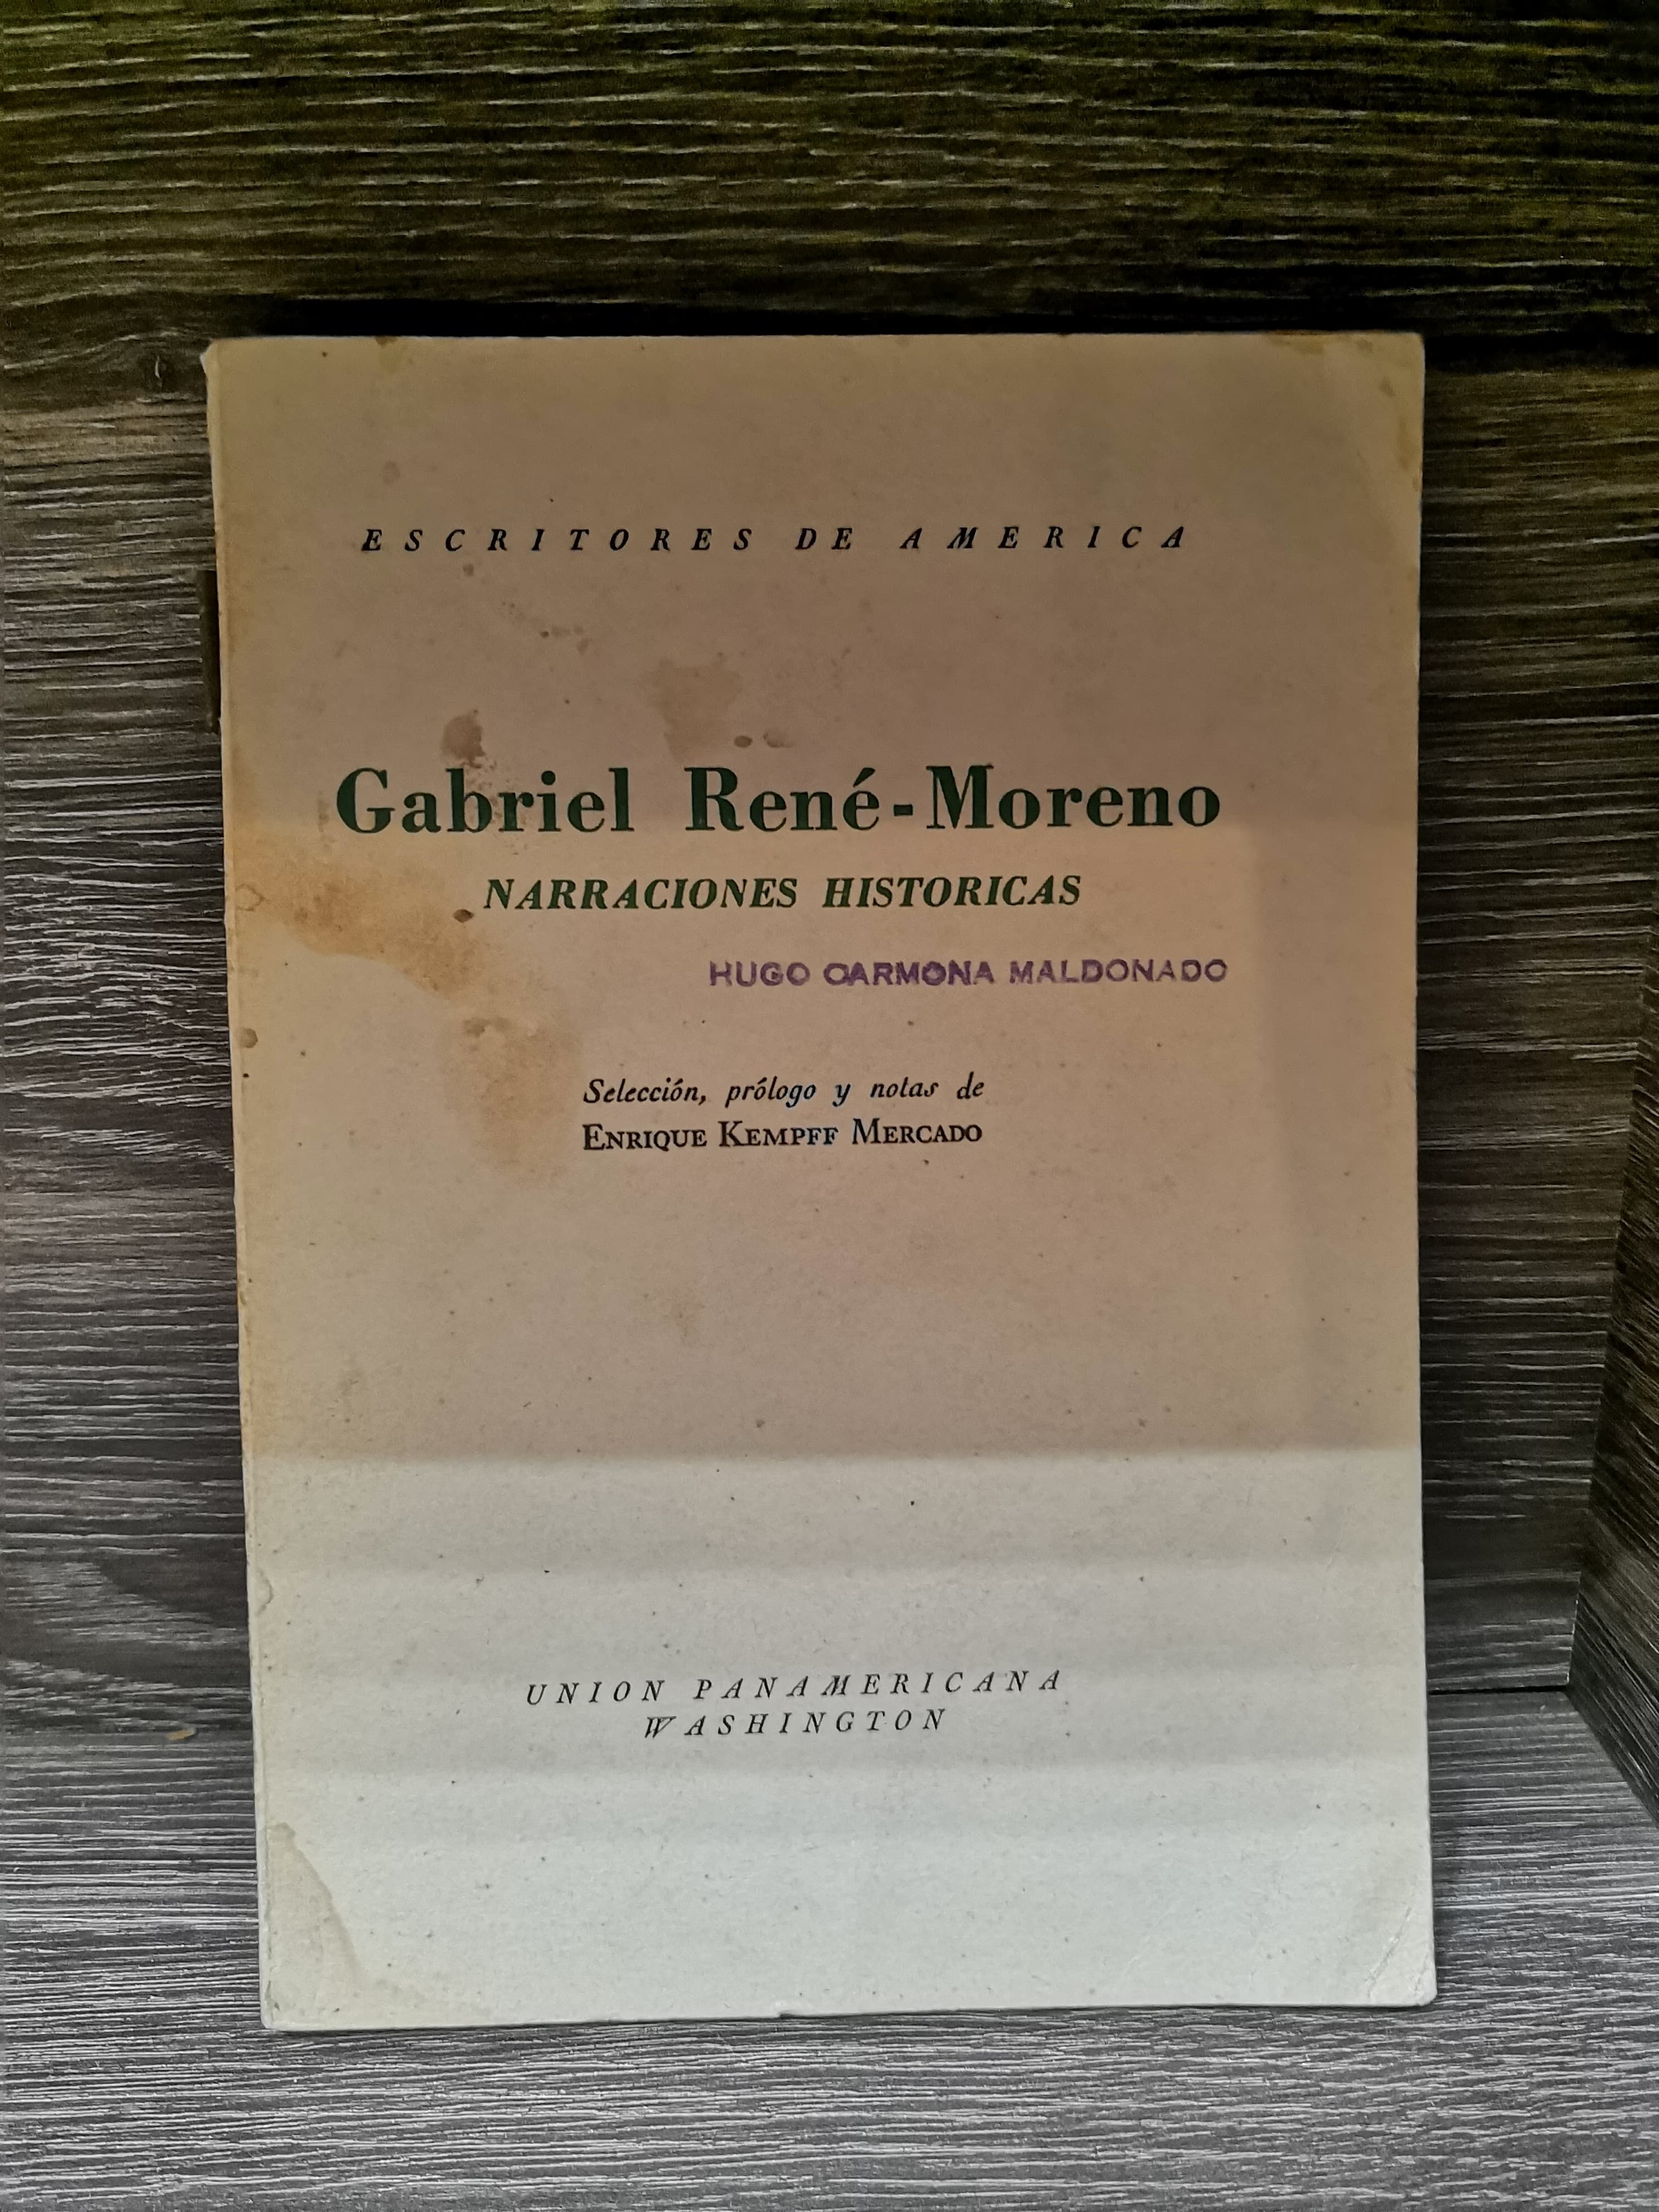 ESCRITORES DE AMERICA
Gabriel René-Moreno
NARRACIONES HISTORICAS
HUGO CARMONA MALDONADO
Selección, prólogo y notas de
ENRIQUE KEMPFF MERCADO
UNION PANAMERICANA
WASHINGTON